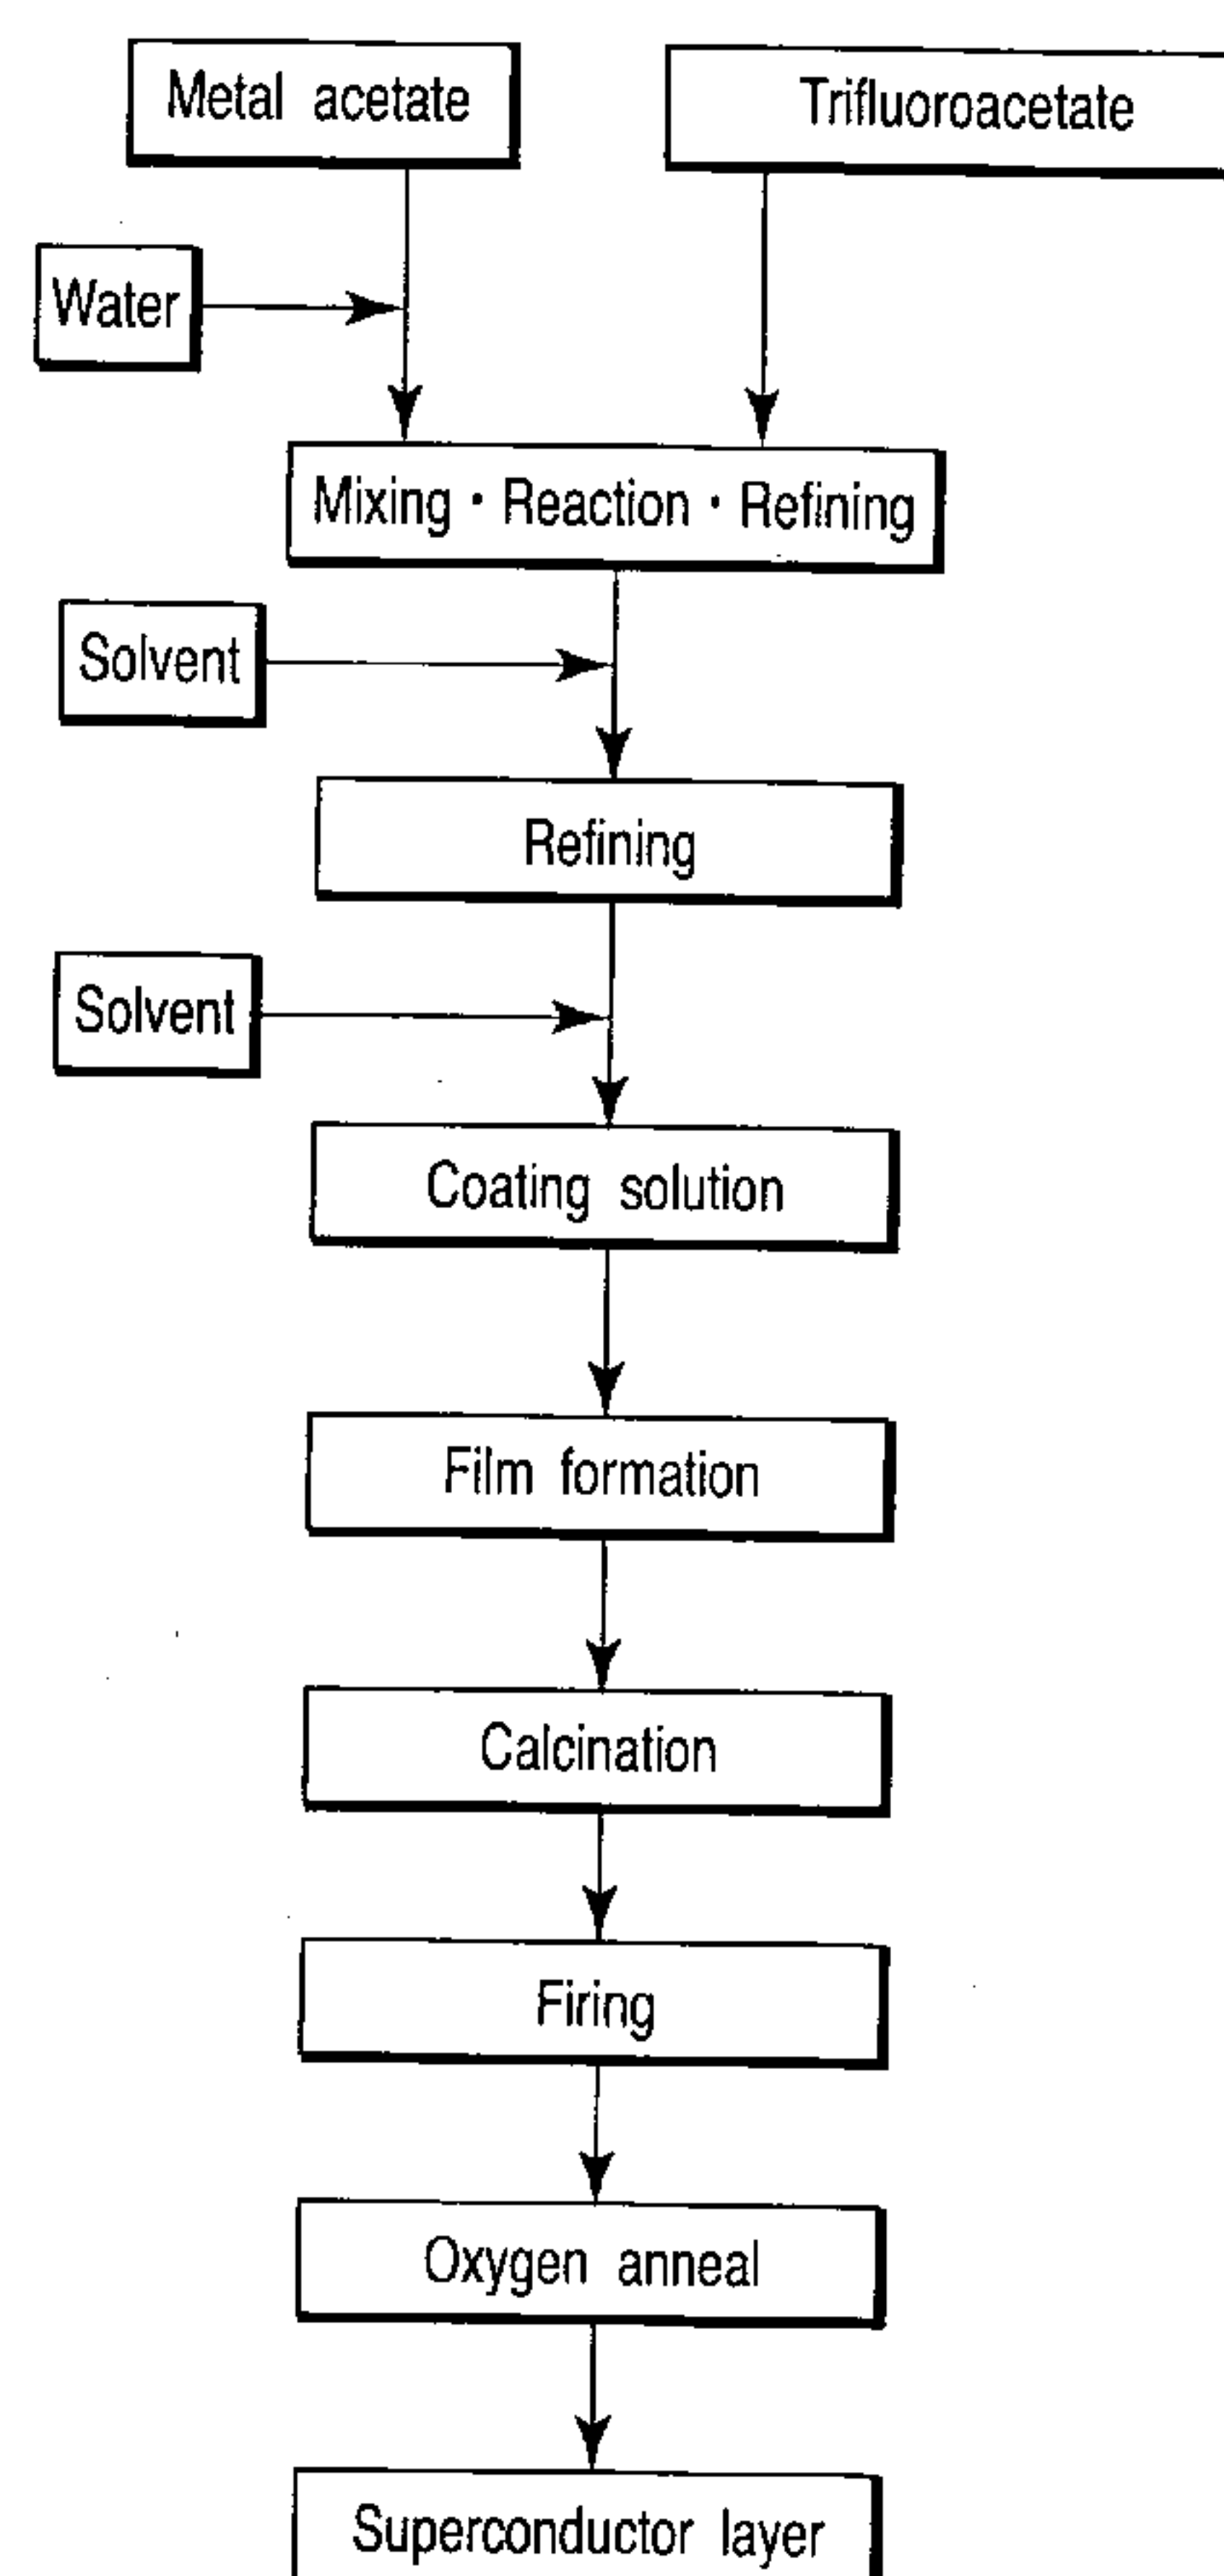 Metal acetate
Trifluoroacetate
Water
Mixing・Reaction・Refining
Solvent
Refining
Solvent
Coating solution
Film formation
Calcination
Firing
Oxygen anneal
Superconductor layer